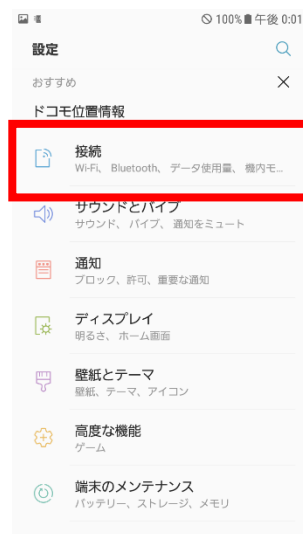 100% 午後 0:01
設定
おすすめ
ドコモ位置情報
接続
Wi-Fi、 Bluetooth、 データ使用量、 機内モ...
サウンドとバイブ
サウンド、 バイブ、 通知をミュート
通知
ブロック、許可、重要な通知
ディスプレイ
明るさ、 ホーム画面
壁紙とテーマ
壁紙、テーマ、アイコン
高度な機能
ゲーム
端末のメンテナンス
バッテリー、ストレージ、メモリ